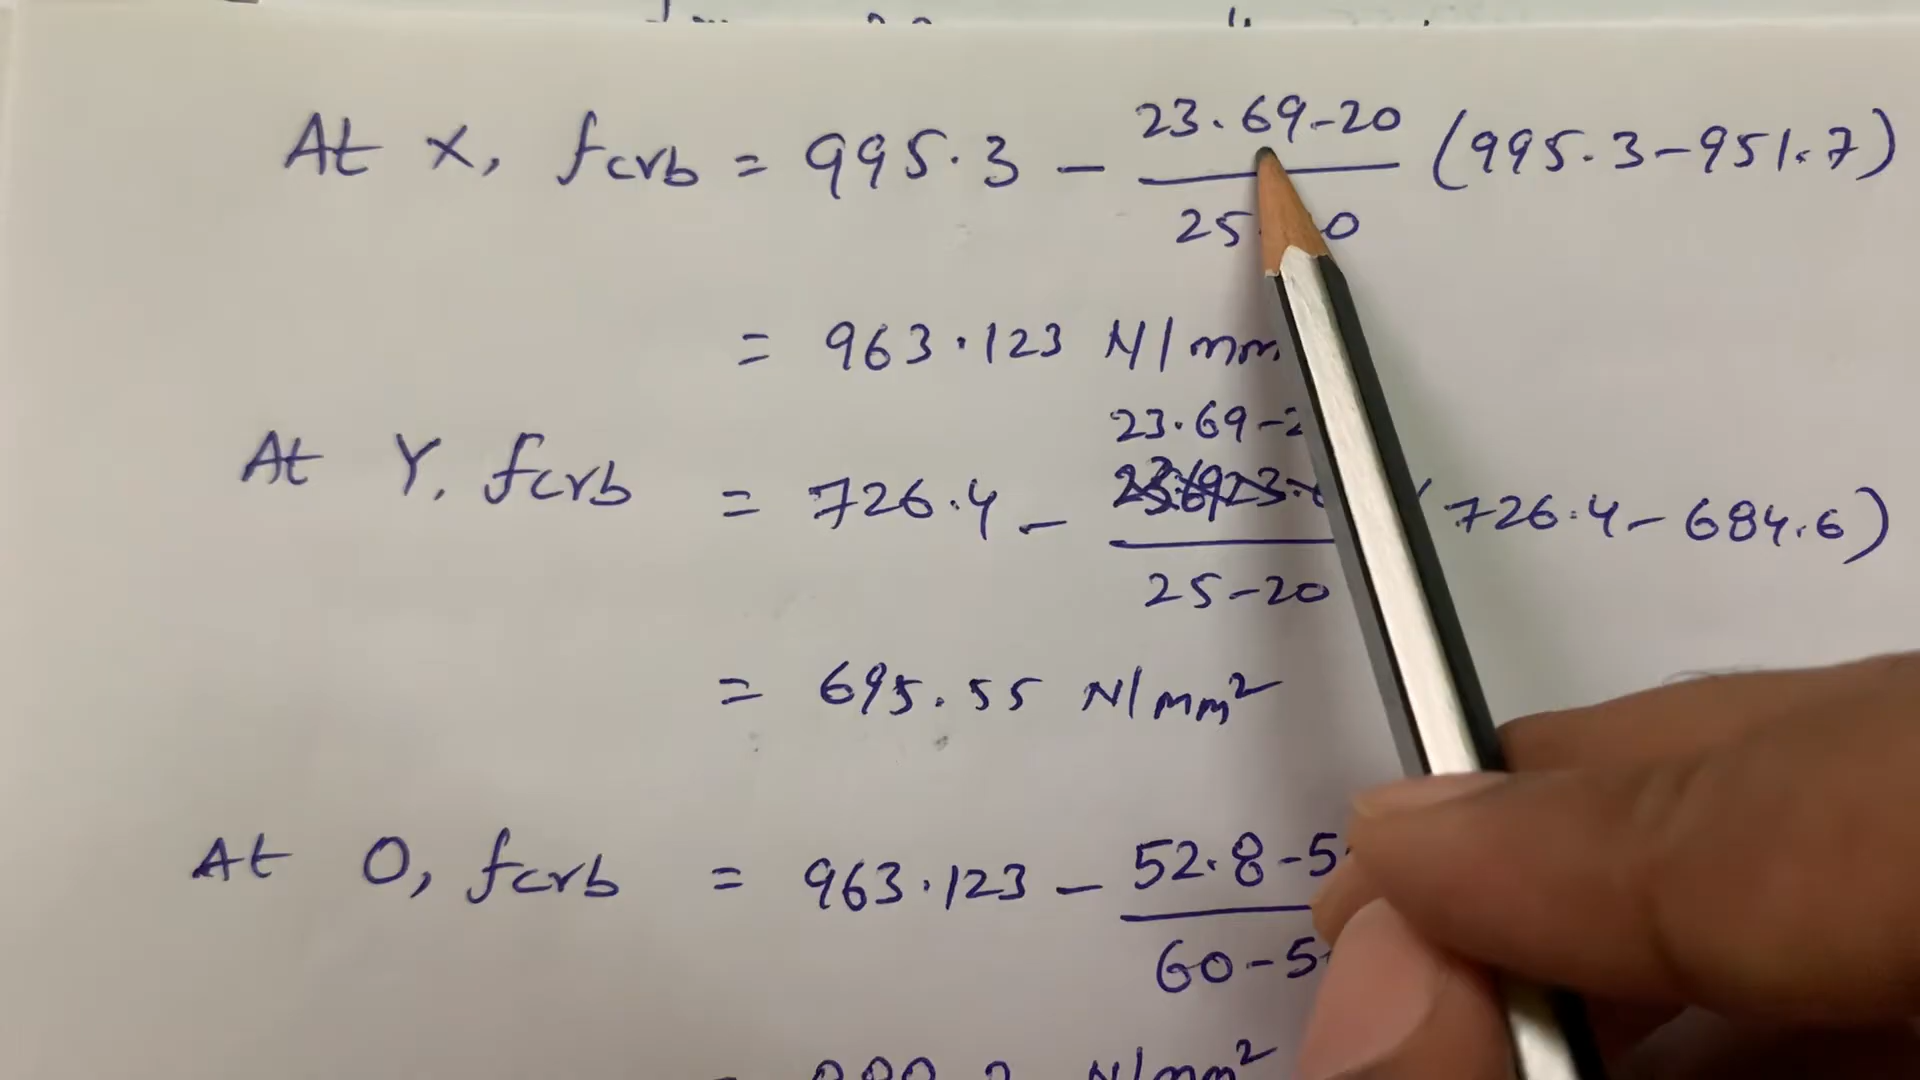 At X, fcrb = 995.3 - 23.69-20 / 25 0 (995.3-951.7)
= 963.123 N/mm
At Y, fcrb = 726.4 - 23.69- / 25-20 726.4-684.6)
= 695.55 N/mm²
At O, fcrb = 963.123 - 52.8-5 / 60-5
N/mm²